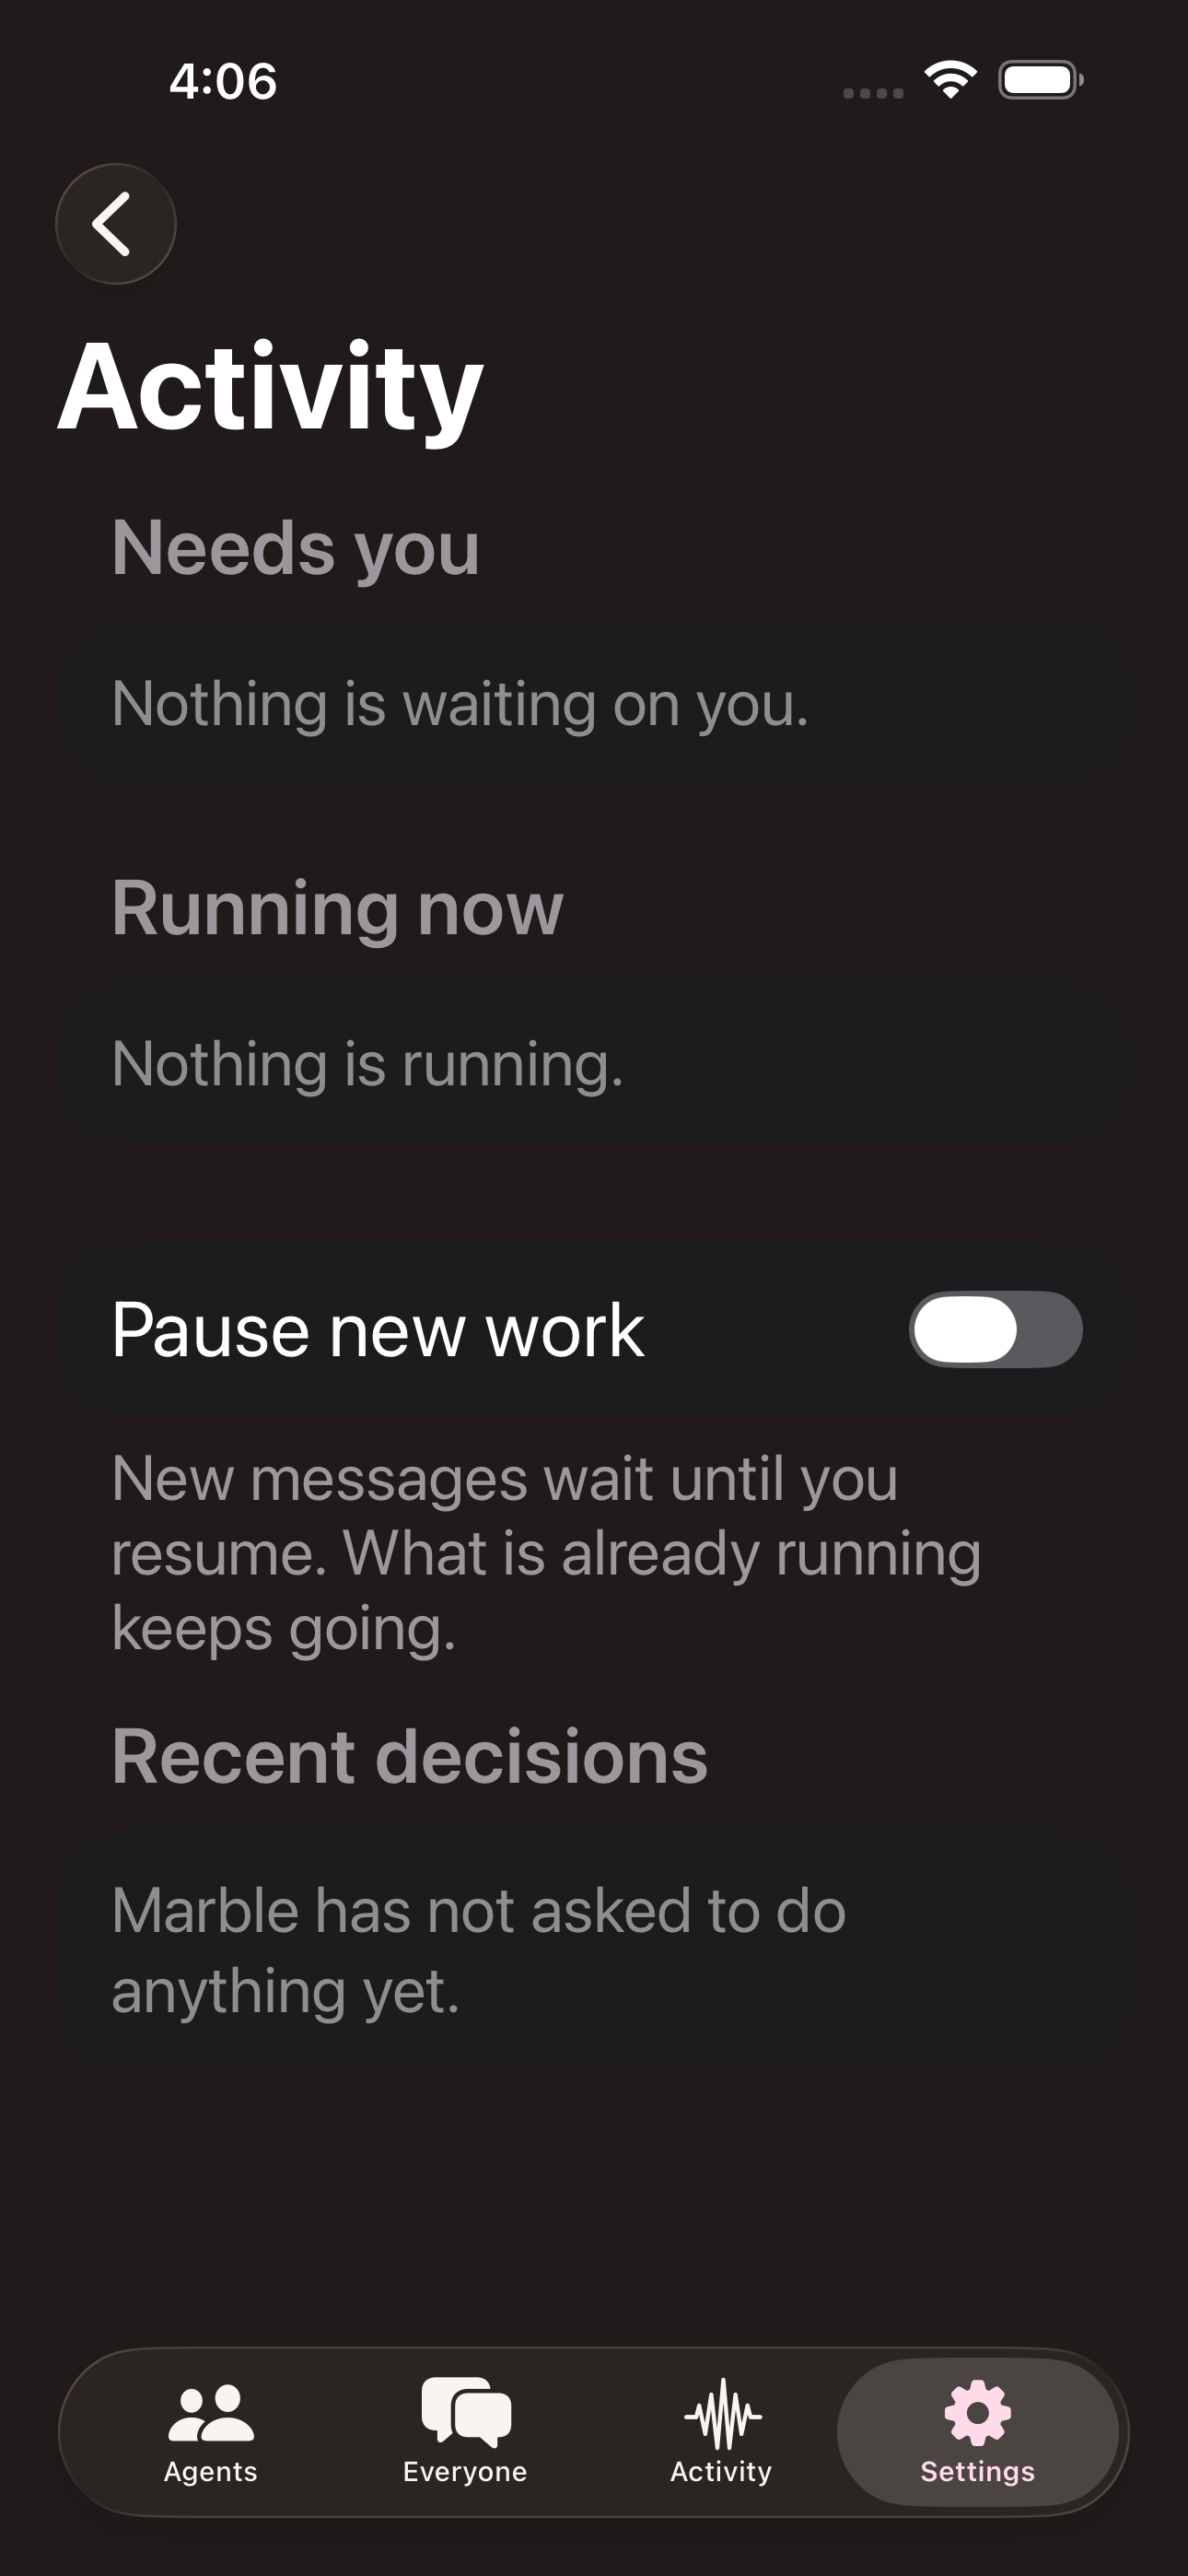 4:06
Activity
Needs you
Nothing is waiting on you.
Running now
Nothing is running.
Pause new work
New messages wait until you
resume. What is already running
keeps going.
Recent decisions
Marble has not asked to do
anything yet.
Agents
Everyone
Activity
Settings